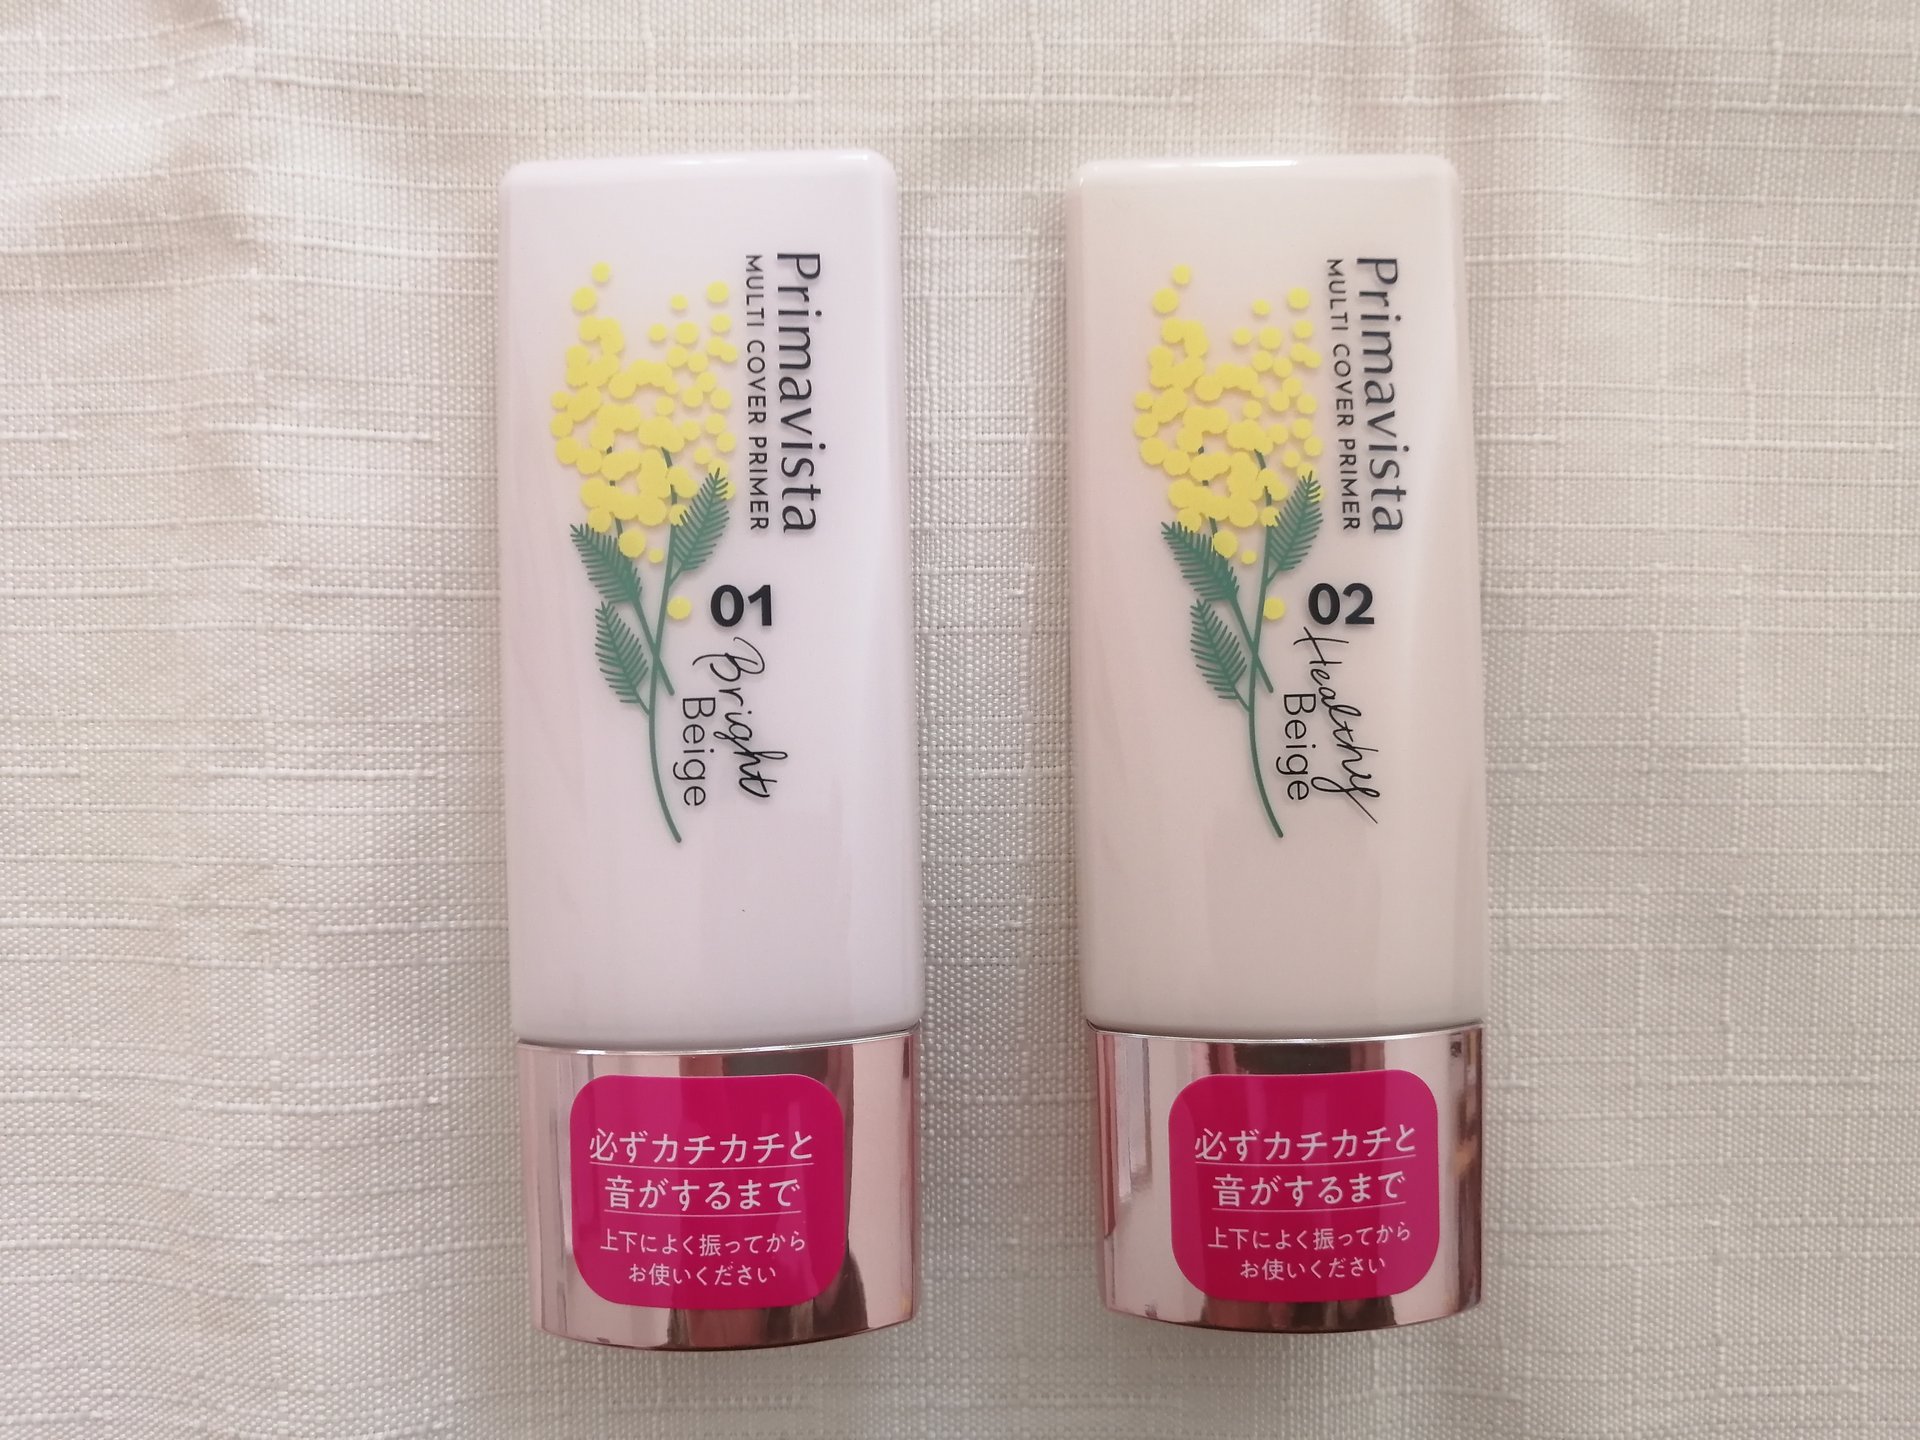 Primavista
MULTI COVER PRIMER
01
Bright
Beige
必ずカチカチと
音がするまで
上下によく振ってから
お使いください
Primavista
MULTI COVER PRIMER
02
Healthy
Beige
必ずカチカチと
音がするまで
上下によく振ってから
お使いください